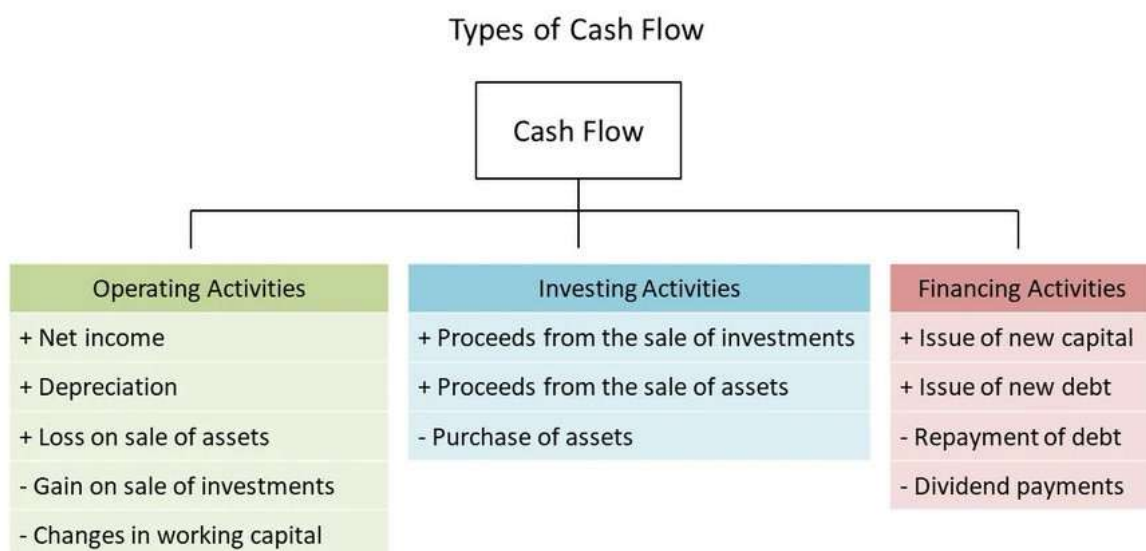 Types of Cash Flow
Cash Flow
Operating Activities
+ Net income
+ Depreciation
+ Loss on sale of assets
- Gain on sale of investments
- Changes in working capital
Investing Activities
+ Proceeds from the sale of investments
+ Proceeds from the sale of assets
- Purchase of assets
Financing Activities
+ Issue of new capital
+ Issue of new debt
- Repayment of debt
- Dividend payments